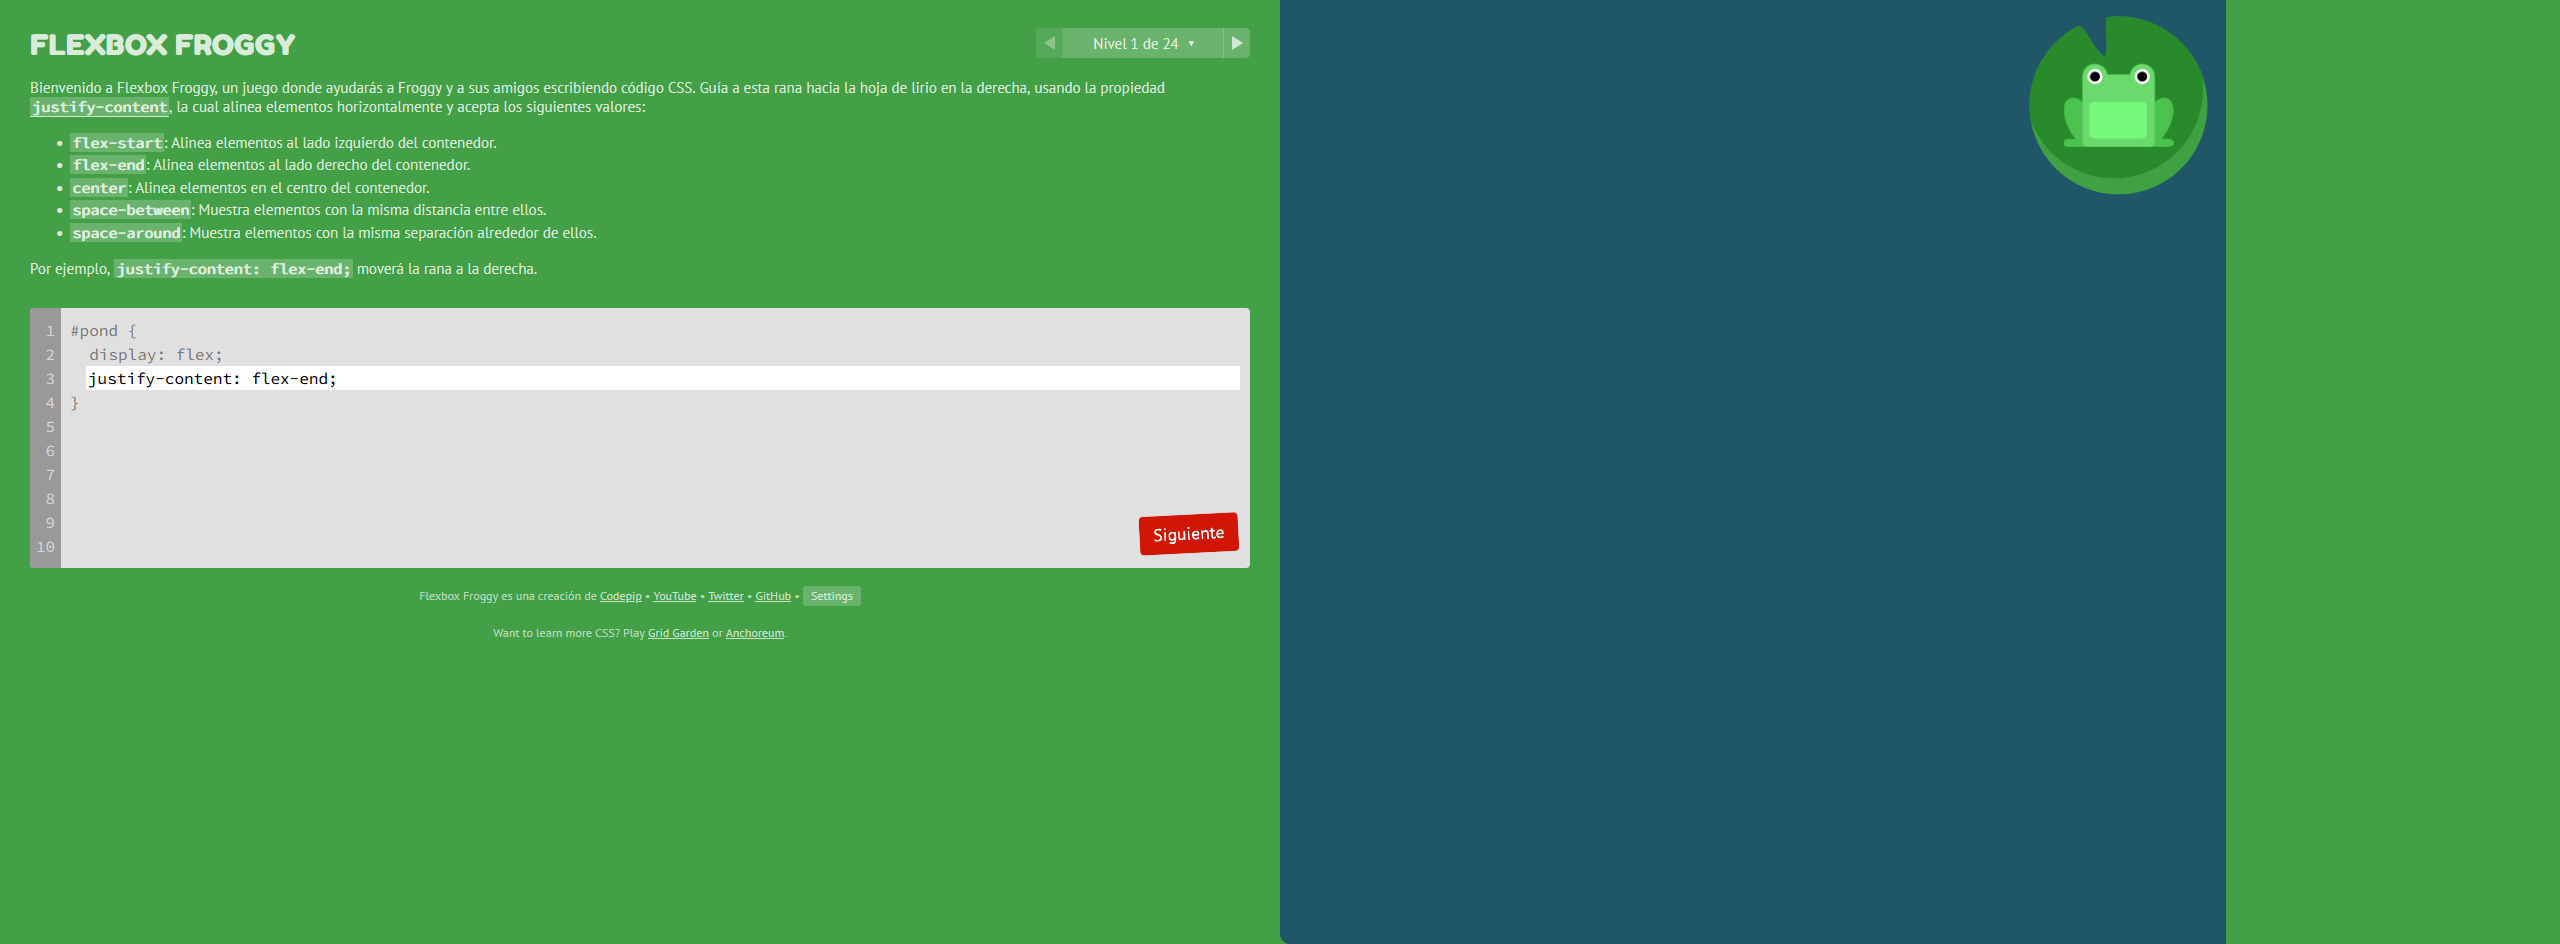 FLEXBOX FROGGY
◀ Nivel 1 de 24 ▼ ▶
Bienvenido a Flexbox Froggy, un juego donde ayudarás a Froggy y a sus amigos escribiendo código CSS. Guía a esta rana hacia la hoja de lirio en la derecha, usando la propiedad
justify-content, la cual alinea elementos horizontalmente y acepta los siguientes valores:
• flex-start: Alinea elementos al lado izquierdo del contenedor.
• flex-end: Alinea elementos al lado derecho del contenedor.
• center: Alinea elementos en el centro del contenedor.
• space-between: Muestra elementos con la misma distancia entre ellos.
• space-around: Muestra elementos con la misma separación alrededor de ellos.
Por ejemplo, justify-content: flex-end; moverá la rana a la derecha.
1 #pond {
2 display: flex;
3 justify-content: flex-end;
4 }
5
6
7
8
9
10
Siguiente
Flexbox Froggy es una creación de Codepip • YouTube • Twitter • GitHub • Settings
Want to learn more CSS? Play Grid Garden or Anchoreum.